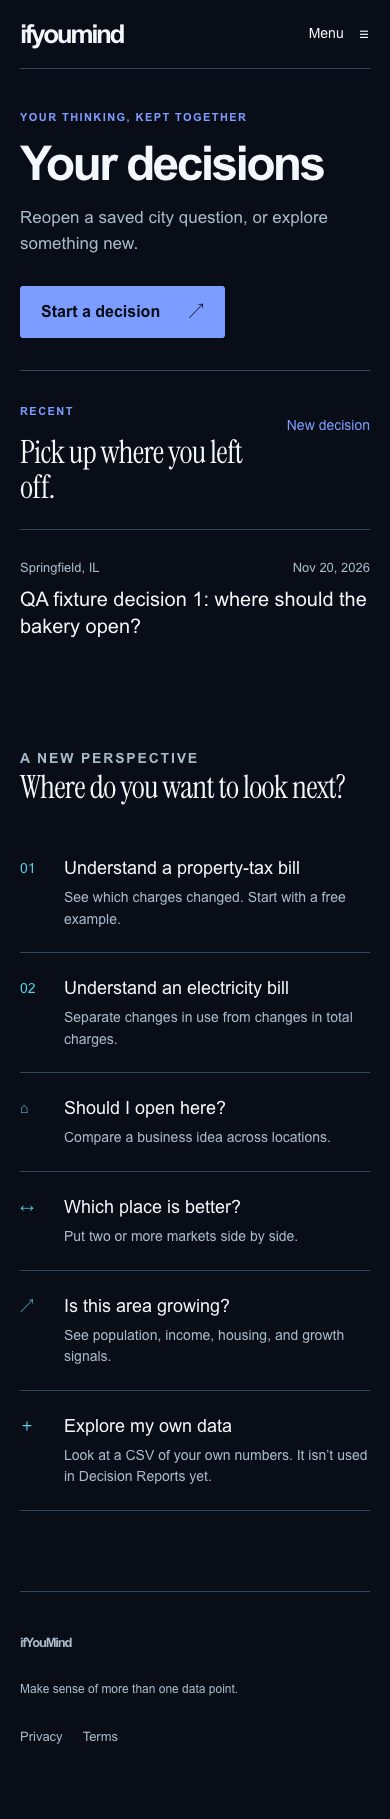 ifyoumind
Menu ≡
YOUR THINKING, KEPT TOGETHER
Your decisions
Reopen a saved city question, or explore
something new.
Start a decision ↗
RECENT
New decision
Pick up where you left
off.
Springfield, IL
Nov 20, 2026
QA fixture decision 1: where should the
bakery open?
A NEW PERSPECTIVE
Where do you want to look next?
01
Understand a property-tax bill
See which charges changed. Start with a free
example.
02
Understand an electricity bill
Separate changes in use from changes in total
charges.
⌂
Should I open here?
Compare a business idea across locations.
↔
Which place is better?
Put two or more markets side by side.
↗
Is this area growing?
See population, income, housing, and growth
signals.
+
Explore my own data
Look at a CSV of your own numbers. It isn't used
in Decision Reports yet.
ifYouMind
Make sense of more than one data point.
Privacy Terms